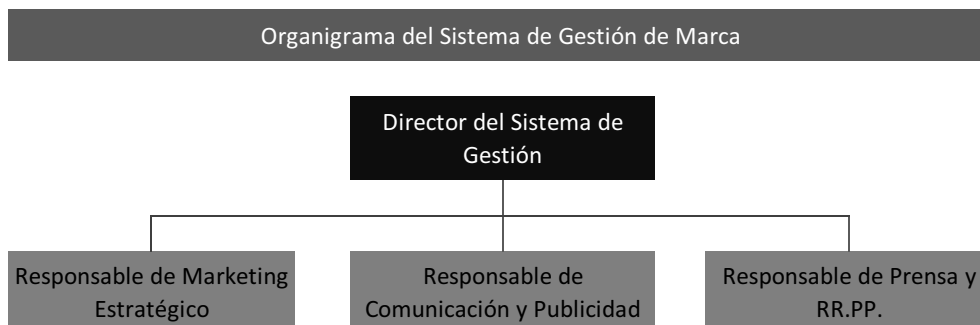 Organigrama del Sistema de Gestión de Marca
Director del Sistema de
Gestión
Responsable de Marketing
Estratégico
Responsable de
Comunicación y Publicidad
Responsable de Prensa y
RR.PP.